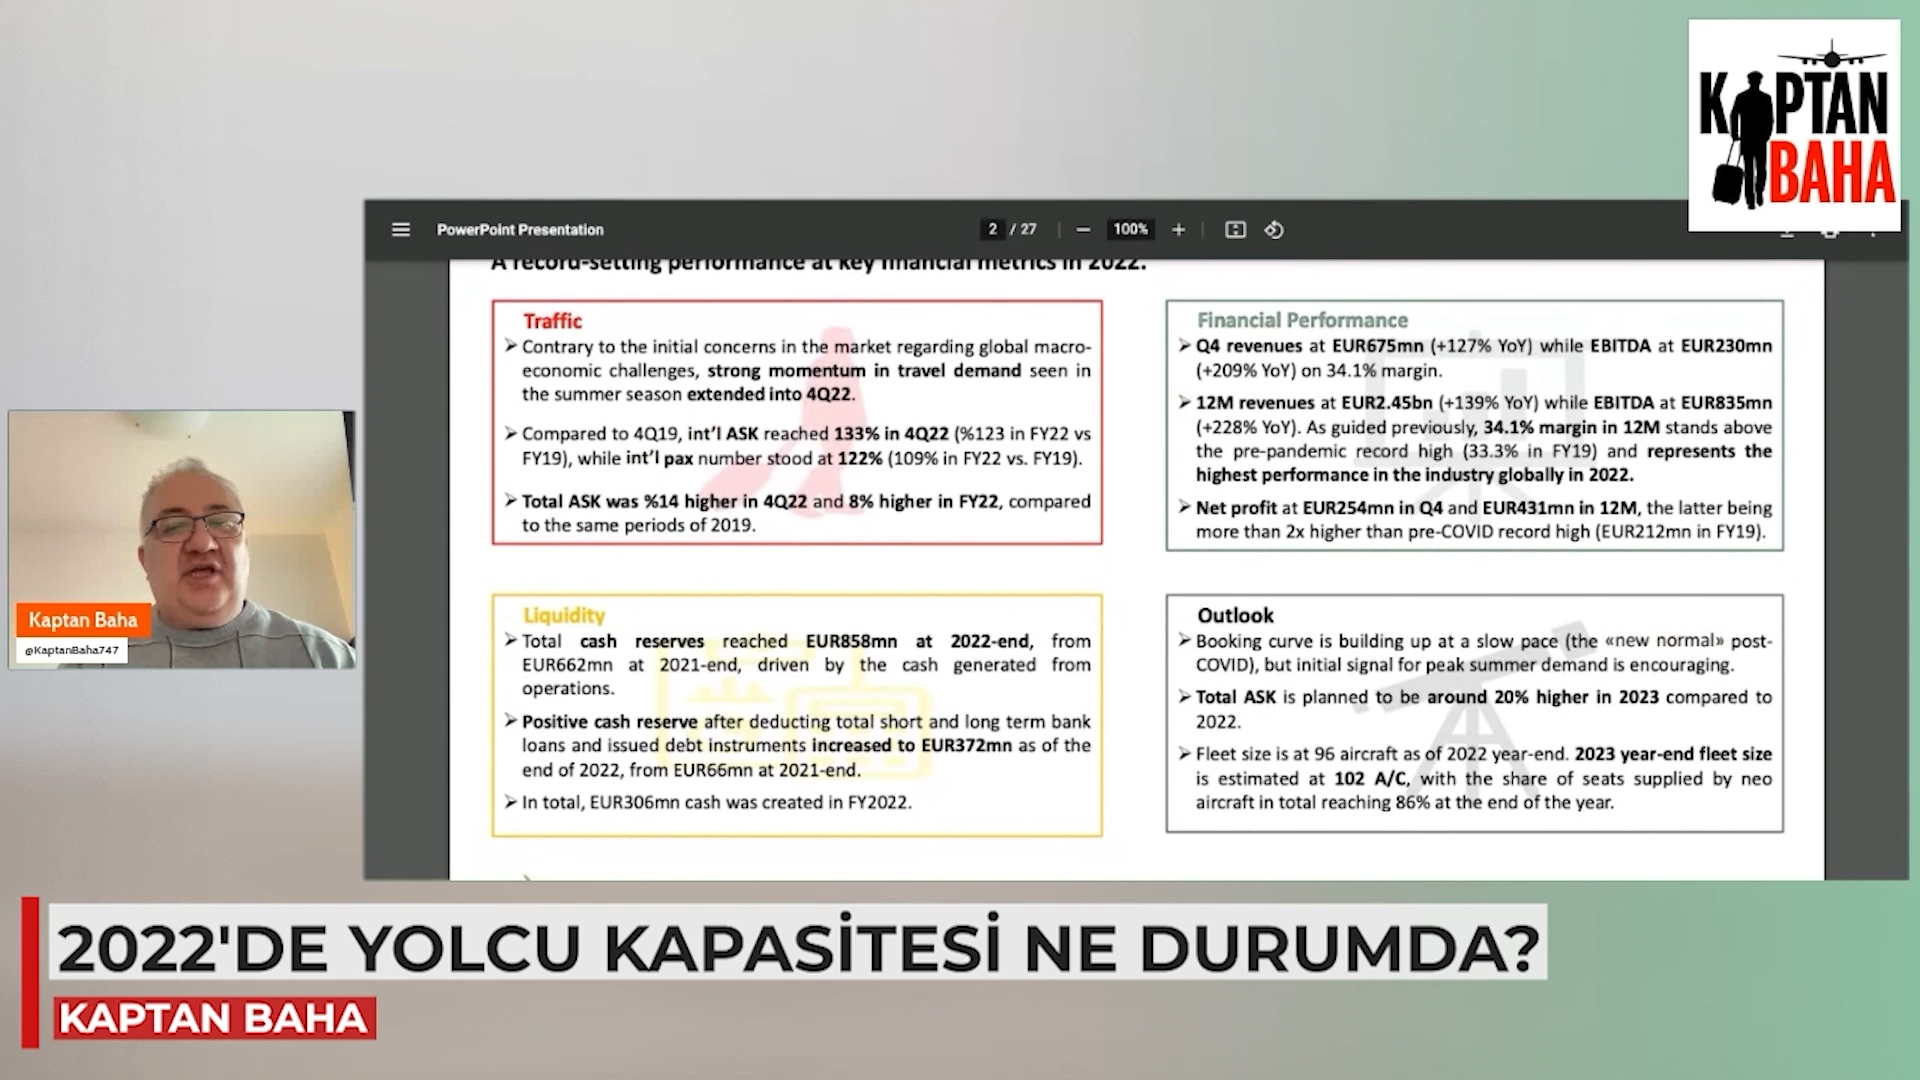 KAPTAN
BAHA
PowerPoint Presentation
2 / 27
100%
A record-setting performance at key financial metrics in 2022.
Traffic
➢ Contrary to the initial concerns in the market regarding global macro-
economic challenges, strong momentum in travel demand seen in
the summer season extended into 4Q22.
➢ Compared to 4Q19, int'l ASK reached 133% in 4Q22 (%123 in FY22 vs
FY19), while int'l pax number stood at 122% (109% in FY22 vs. FY19).
➢ Total ASK was %14 higher in 4Q22 and 8% higher in FY22, compared
to the same periods of 2019.
Financial Performance
➢ Q4 revenues at EUR675mn (+127% YoY) while EBITDA at EUR230mn
(+209% YoY) on 34.1% margin.
➢ 12M revenues at EUR2.45bn (+139% YoY) while EBITDA at EUR835mn
(+228% YoY). As guided previously, 34.1% margin in 12M stands above
the pre-pandemic record high (33.3% in FY19) and represents the
highest performance in the industry globally in 2022.
➢ Net profit at EUR254mn in Q4 and EUR431mn in 12M, the latter being
more than 2x higher than pre-COVID record high (EUR212mn in FY19).
Liquidity
➢ Total cash reserves reached EUR858mn at 2022-end, from
EUR662mn at 2021-end, driven by the cash generated from
operations.
➢ Positive cash reserve after deducting total short and long term bank
loans and issued debt instruments increased to EUR372mn as of the
end of 2022, from EUR66mn at 2021-end.
➢ In total, EUR306mn cash was created in FY2022.
Outlook
➢ Booking curve is building up at a slow pace (the «new normal» post-
COVID), but initial signal for peak summer demand is encouraging.
➢ Total ASK is planned to be around 20% higher in 2023 compared to
2022.
➢ Fleet size is at 96 aircraft as of 2022 year-end. 2023 year-end fleet size
is estimated at 102 A/C, with the share of seats supplied by neo
aircraft in total reaching 86% at the end of the year.
Kaptan Baha
@KaptanBaha747
2022'DE YOLCU KAPASİTESİ NE DURUMDA?
KAPTAN BAHA